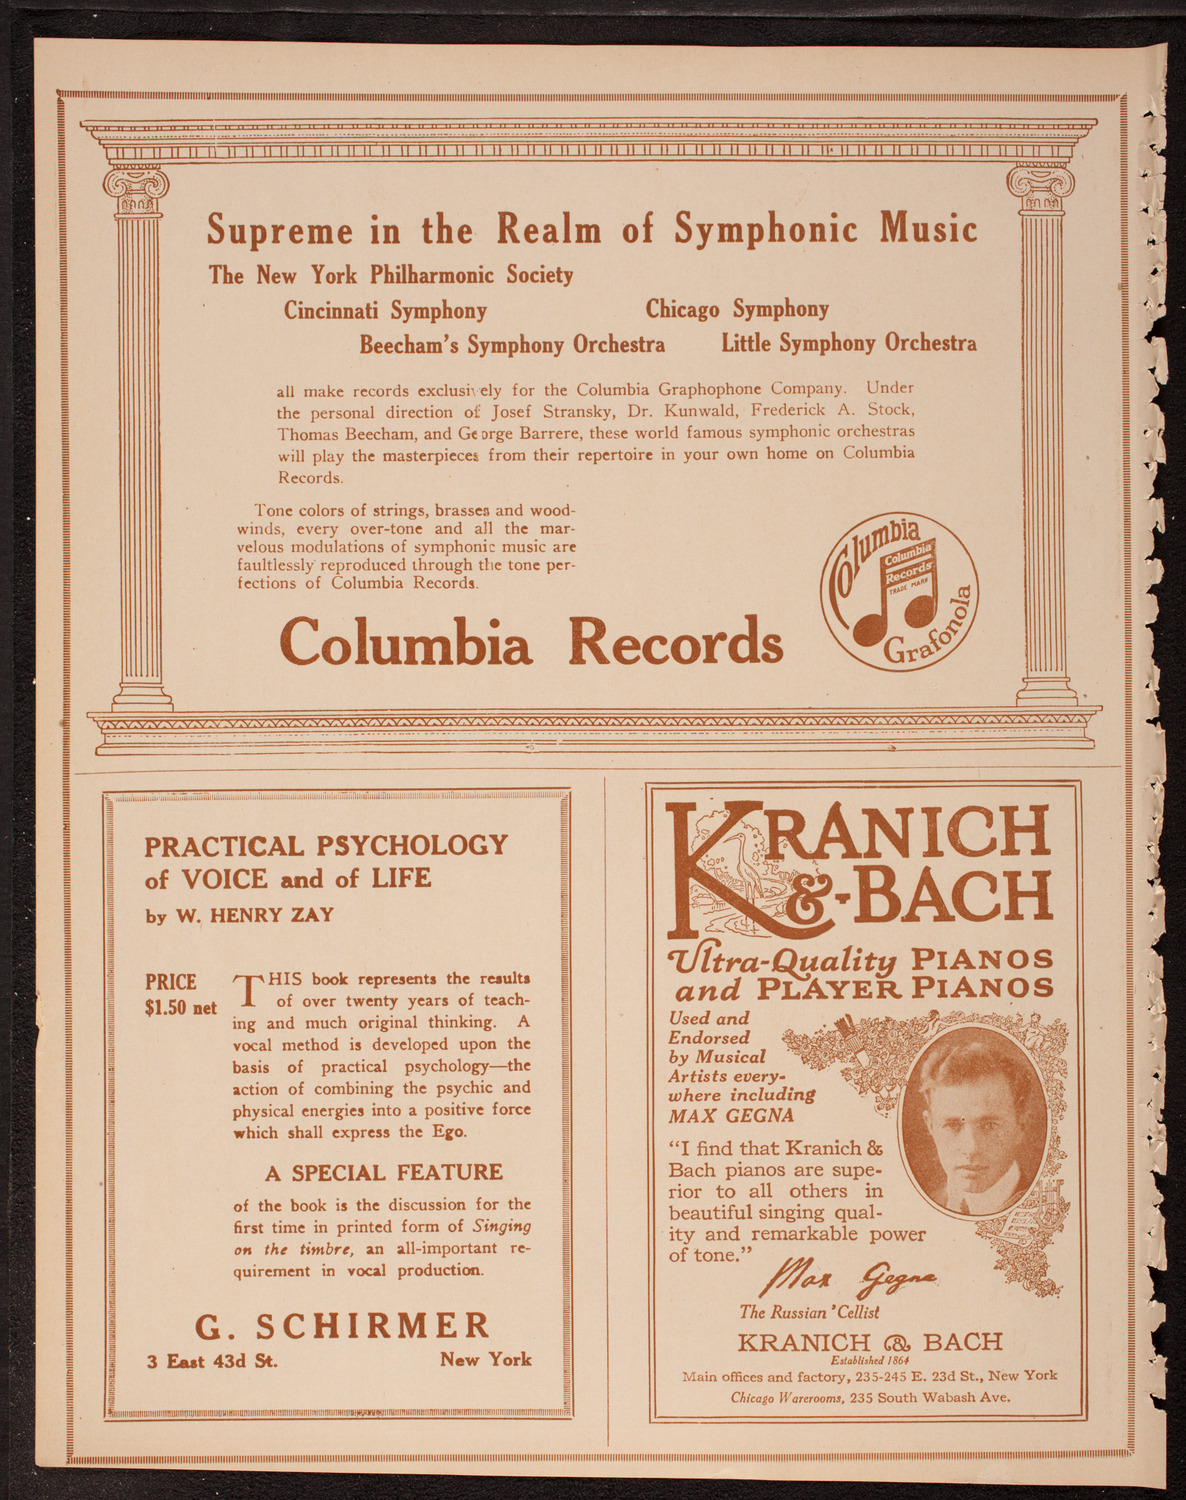 Supreme in the Realm of Symphonic Music
The New York Philharmonic Society
Cincinnati Symphony Chicago Symphony
Beecham's Symphony Orchestra Little Symphony Orchestra
all make records exclusively for the Columbia Graphophone Company. Under
the personal direction of Josef Stransky, Dr. Kunwald, Frederick A. Stock,
Thomas Beecham, and George Barrere, these world famous symphonic orchestras
will play the masterpieces from their repertoire in your own home on Columbia
Records.
Tone colors of strings, brasses and wood-
winds, every over-tone and all the mar-
velous modulations of symphonic music are
faultlessly reproduced through the tone per-
fections of Columbia Records.
Columbia Records
Columbia
Columbia
Records
TRADE MARK
Grafonola
PRACTICAL PSYCHOLOGY
of VOICE and of LIFE
by W. HENRY ZAY
PRICE
$1.50 net
THIS book represents the results
of over twenty years of teach-
ing and much original thinking. A
vocal method is developed upon the
basis of practical psychology—the
action of combining the psychic and
physical energies into a positive force
which shall express the Ego.
A SPECIAL FEATURE
of the book is the discussion for the
first time in printed form of Singing
on the timbre, an all-important re-
quirement in vocal production.
G. SCHIRMER
3 East 43d St. New York
KRANICH
&-BACH
Ultra-Quality PIANOS
and PLAYER PIANOS
Used and
Endorsed
by Musical
Artists every-
where including
MAX GEGNA
"I find that Kranich &
Bach pianos are supe-
rior to all others in
beautiful singing qual-
ity and remarkable power
of tone."
Max Gegna
The Russian 'Cellist
KRANICH & BACH
Established 1864
Main offices and factory, 235-245 E. 23d St., New York
Chicago Warerooms, 235 South Wabash Ave.